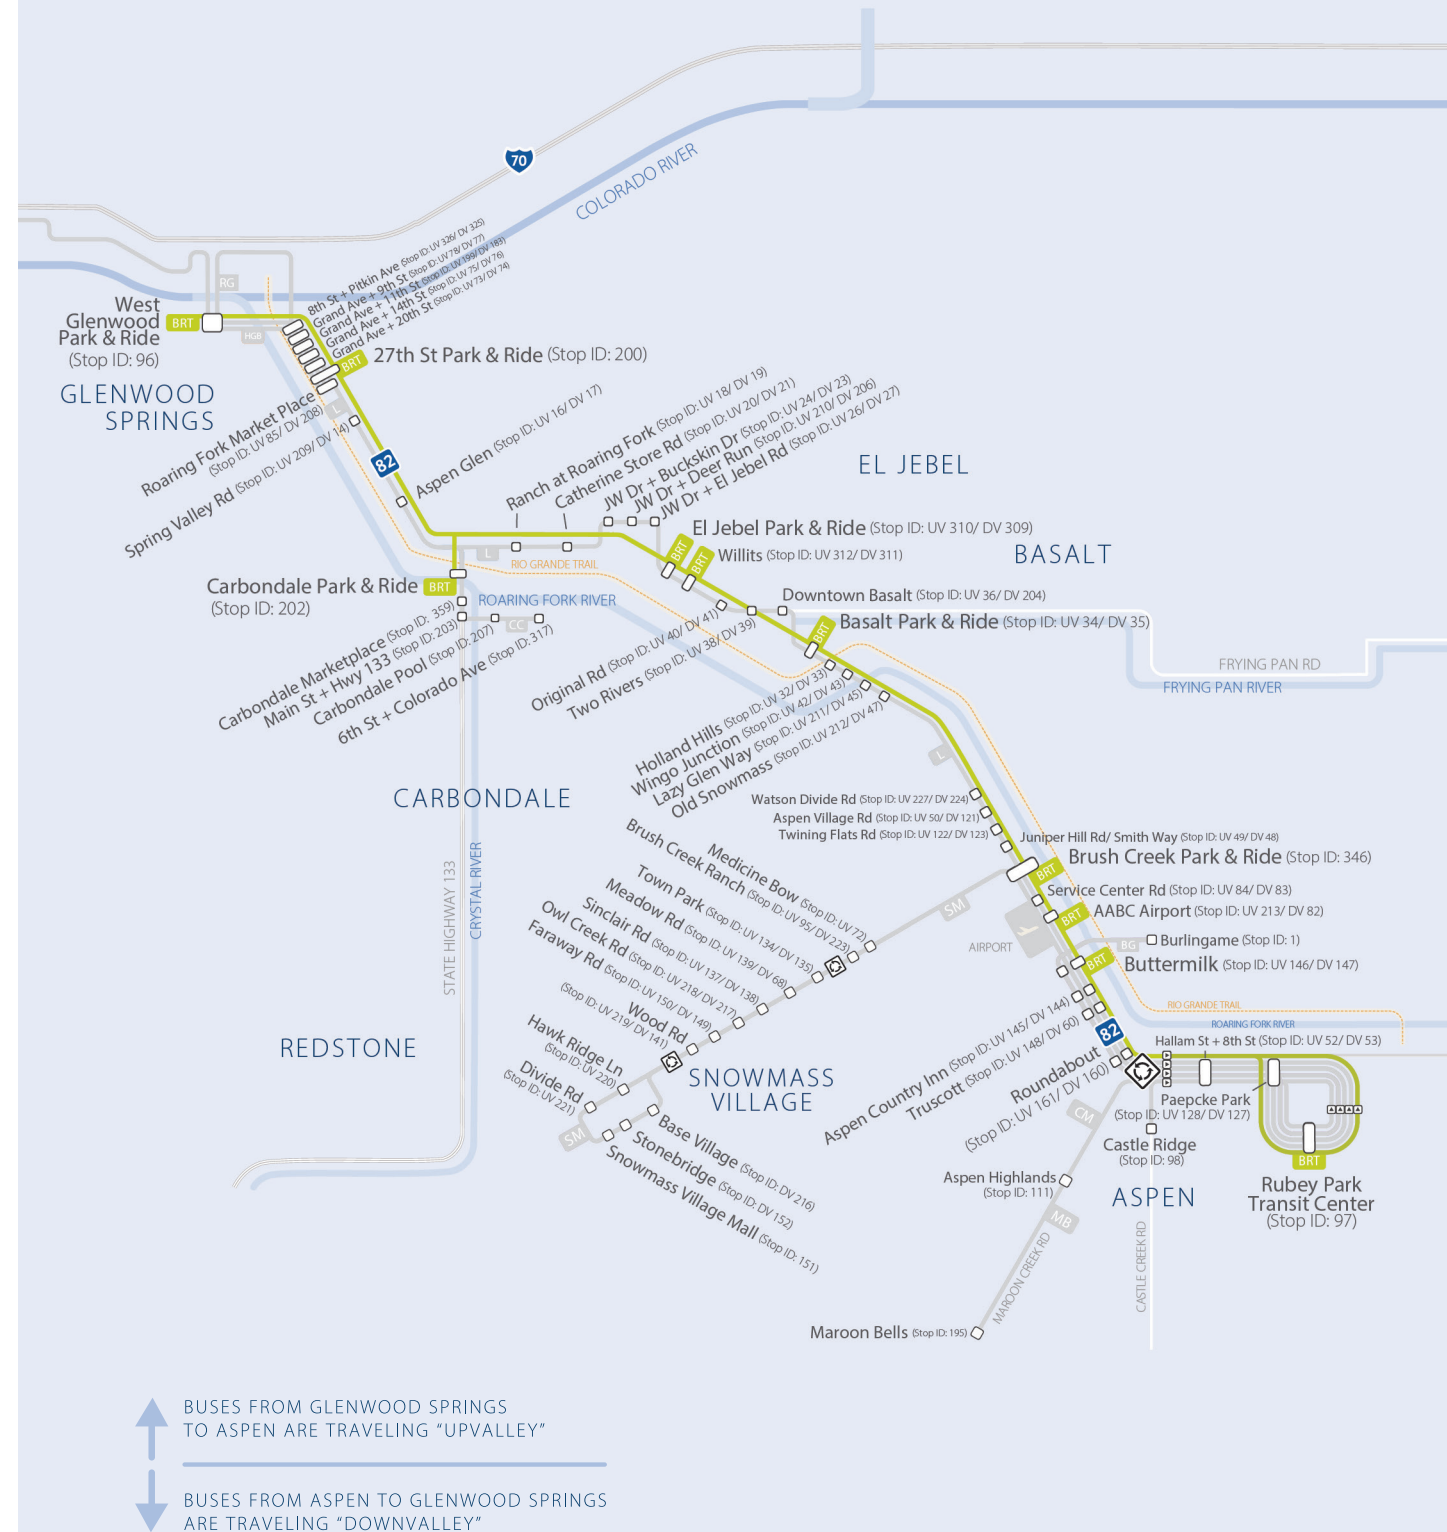 70
COLORADO RIVER
RG
HGB
West
Glenwood
Park & Ride
(Stop ID: 96)
BRT
8th St + Pitkin Ave (Stop ID: UV 326/ DV 325)
Grand Ave + 9th St (Stop ID: UV 78/ DV 77)
Grand Ave + 11th St (Stop ID: UV 199/ DV 183)
Grand Ave + 14th St (Stop ID: UV 75/ DV 76)
Grand Ave + 20th St (Stop ID: UV 73/ DV 74)
BRT
27th St Park & Ride (Stop ID: 200)
GLENWOOD
SPRINGS
L
Roaring Fork Market Place
(Stop ID: UV 85/ DV 208)
Spring Valley Rd (Stop ID: UV 209/ DV 14)
82
Aspen Glen (Stop ID: UV 16/ DV 17)
Ranch at Roaring Fork (Stop ID: UV 18/ DV 19)
Catherine Store Rd (Stop ID: UV 20/ DV 21)
JW Dr + Buckskin Dr (Stop ID: UV 24/ DV 23)
JW Dr + Deer Run (Stop ID: UV 210/ DV 206)
JW Dr + El Jebel Rd (Stop ID: UV 26/ DV 27)
EL JEBEL
BRT
El Jebel Park & Ride (Stop ID: UV 310/ DV 309)
BRT
Willits (Stop ID: UV 312/ DV 311)
BASALT
L
RIO GRANDE TRAIL
Carbondale Park & Ride
(Stop ID: 202)
BRT
ROARING FORK RIVER
CC
Carbondale Marketplace (Stop ID: 359)
Main St + Hwy 133 (Stop ID: 203)
Carbondale Pool (Stop ID: 207)
6th St + Colorado Ave (Stop ID: 317)
Downtown Basalt (Stop ID: UV 36/ DV 204)
BRT
Basalt Park & Ride (Stop ID: UV 34/ DV 35)
Original Rd (Stop ID: UV 40/ DV 41)
Two Rivers (Stop ID: UV 38/ DV 39)
FRYING PAN RD
FRYING PAN RIVER
Holland Hills (Stop ID: UV 32/ DV 33)
Wingo Junction (Stop ID: UV 42/ DV 43)
Lazy Glen Way (Stop ID: UV 211/ DV 45)
Old Snowmass (Stop ID: UV 212/ DV 47)
L
CARBONDALE
STATE HIGHWAY 133
CRYSTAL RIVER
REDSTONE
Watson Divide Rd (Stop ID: UV 227/ DV 224)
Aspen Village Rd (Stop ID: UV 50/ DV 121)
Twining Flats Rd (Stop ID: UV 122/ DV 123)
Juniper Hill Rd/ Smith Way (Stop ID: UV 49/ DV 48)
BRT
Brush Creek Park & Ride (Stop ID: 346)
Service Center Rd (Stop ID: UV 84/ DV 83)
BRT
AABC Airport (Stop ID: UV 213/ DV 82)
AIRPORT
BG
Burlingame (Stop ID: 1)
BRT
Buttermilk (Stop ID: UV 146/ DV 147)
SM
Medicine Bow (Stop ID: UV 72)
Brush Creek Ranch (Stop ID: UV 95/ DV 223)
Town Park (Stop ID: UV 134/ DV 135)
Meadow Rd (Stop ID: UV 139/ DV 68)
Sinclair Rd (Stop ID: UV 137/ DV 138)
Owl Creek Rd (Stop ID: UV 218/ DV 217)
Faraway Rd (Stop ID: UV 150/ DV 149)
Wood Rd
(Stop ID: UV 219/ DV 141)
Hawk Ridge Ln
(Stop ID: UV 220)
Divide Rd
(Stop ID: UV 221)
SM
SNOWMASS
VILLAGE
Base Village (Stop ID: DV 216)
Stonebridge (Stop ID: DV 152)
Snowmass Village Mall (Stop ID: 151)
RIO GRANDE TRAIL
ROARING FORK RIVER
82
Aspen Country Inn (Stop ID: UV 145/ DV 144)
Truscott (Stop ID: UV 148/ DV 60)
Roundabout
(Stop ID: UV 161/ DV 160)
Hallam St + 8th St (Stop ID: UV 52/ DV 53)
Paepcke Park
(Stop ID: UV 128/ DV 127)
CM
Castle Ridge
(Stop ID: 98)
Aspen Highlands
(Stop ID: 111)
MB
ASPEN
BRT
Rubey Park
Transit Center
(Stop ID: 97)
MAROON CREEK RD
CASTLE CREEK RD
Maroon Bells (Stop ID: 195)
BUSES FROM GLENWOOD SPRINGS
TO ASPEN ARE TRAVELING “UPVALLEY”
BUSES FROM ASPEN TO GLENWOOD SPRINGS
ARE TRAVELING “DOWNVALLEY”